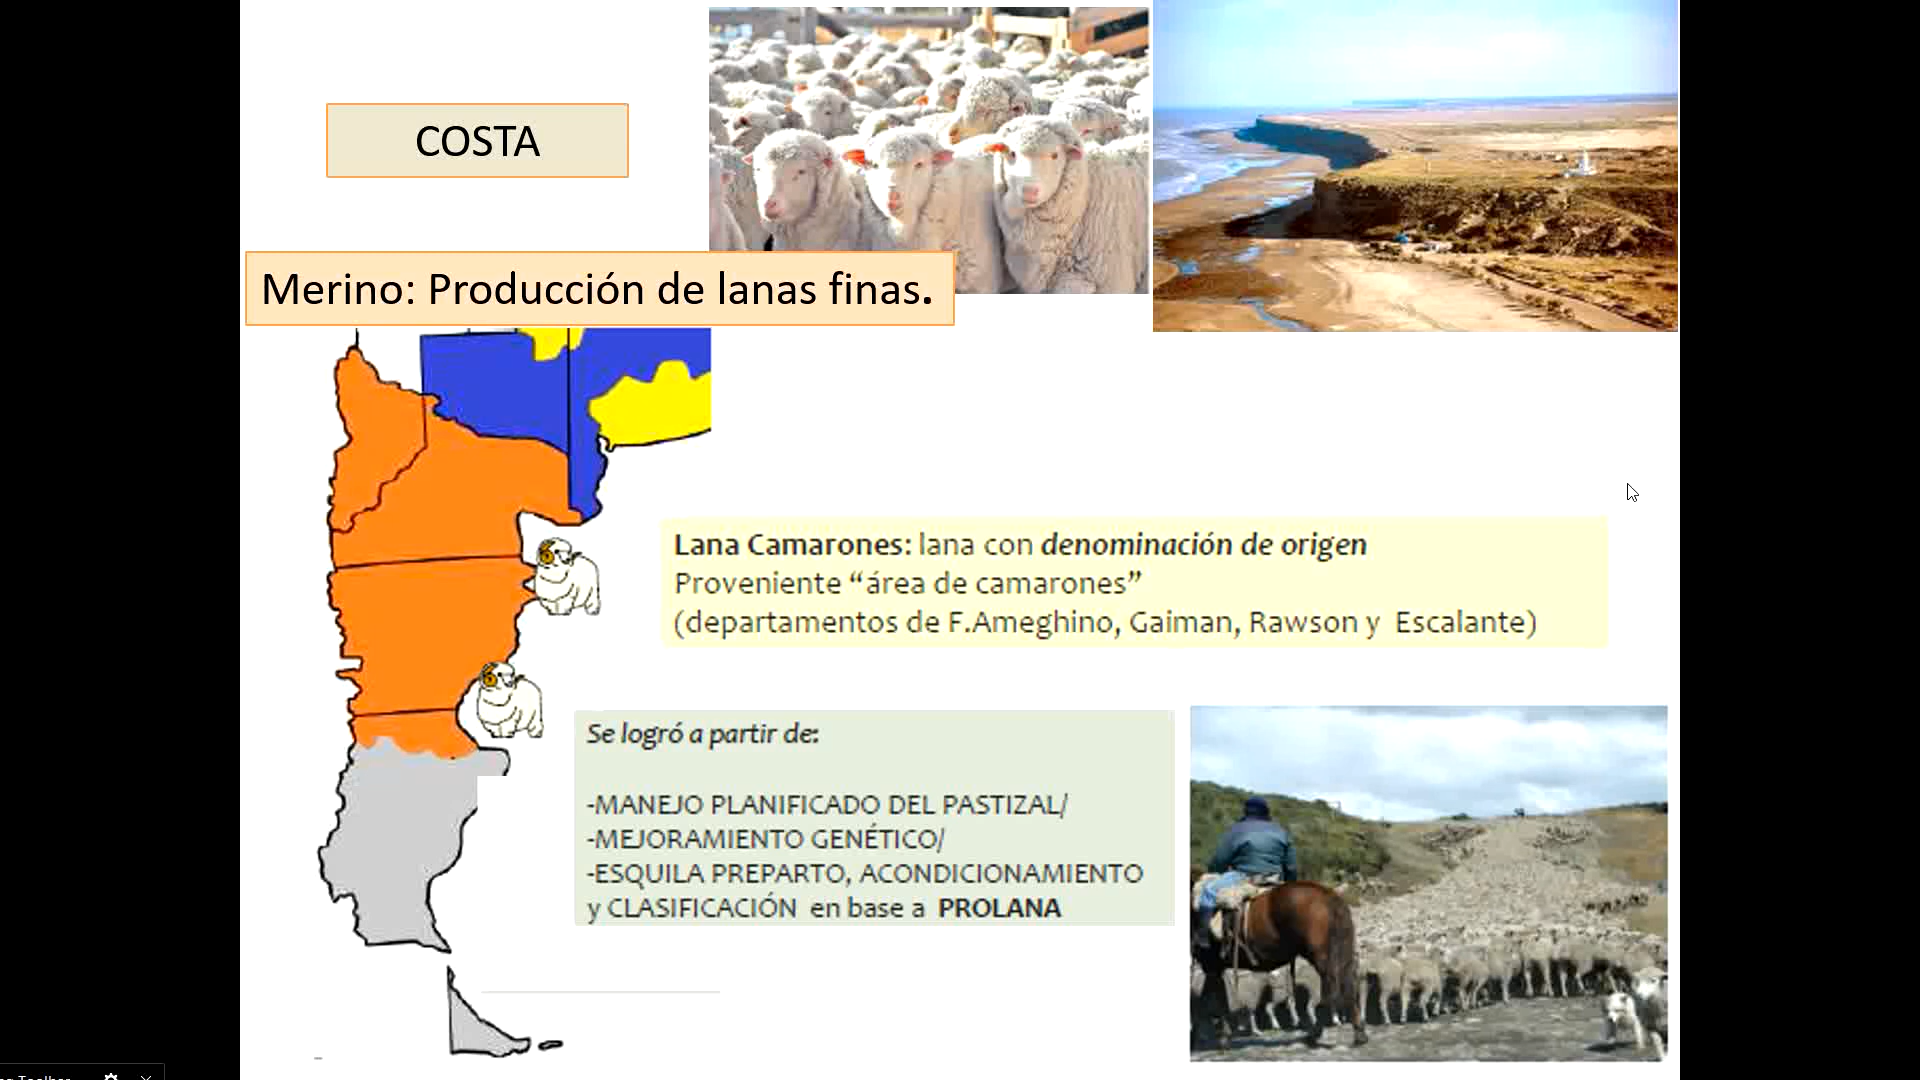 COSTA
Merino: Producción de lanas finas.
Lana Camarones: lana con denominación de origen
Proveniente “área de camarones”
(departamentos de F.Ameghino, Gaiman, Rawson y Escalante)
Se logró a partir de:
-MANEJO PLANIFICADO DEL PASTIZAL/
-MEJORAMIENTO GENÉTICO/
-ESQUILA PREPARTO, ACONDICIONAMIENTO
y CLASIFICACIÓN en base a PROLANA